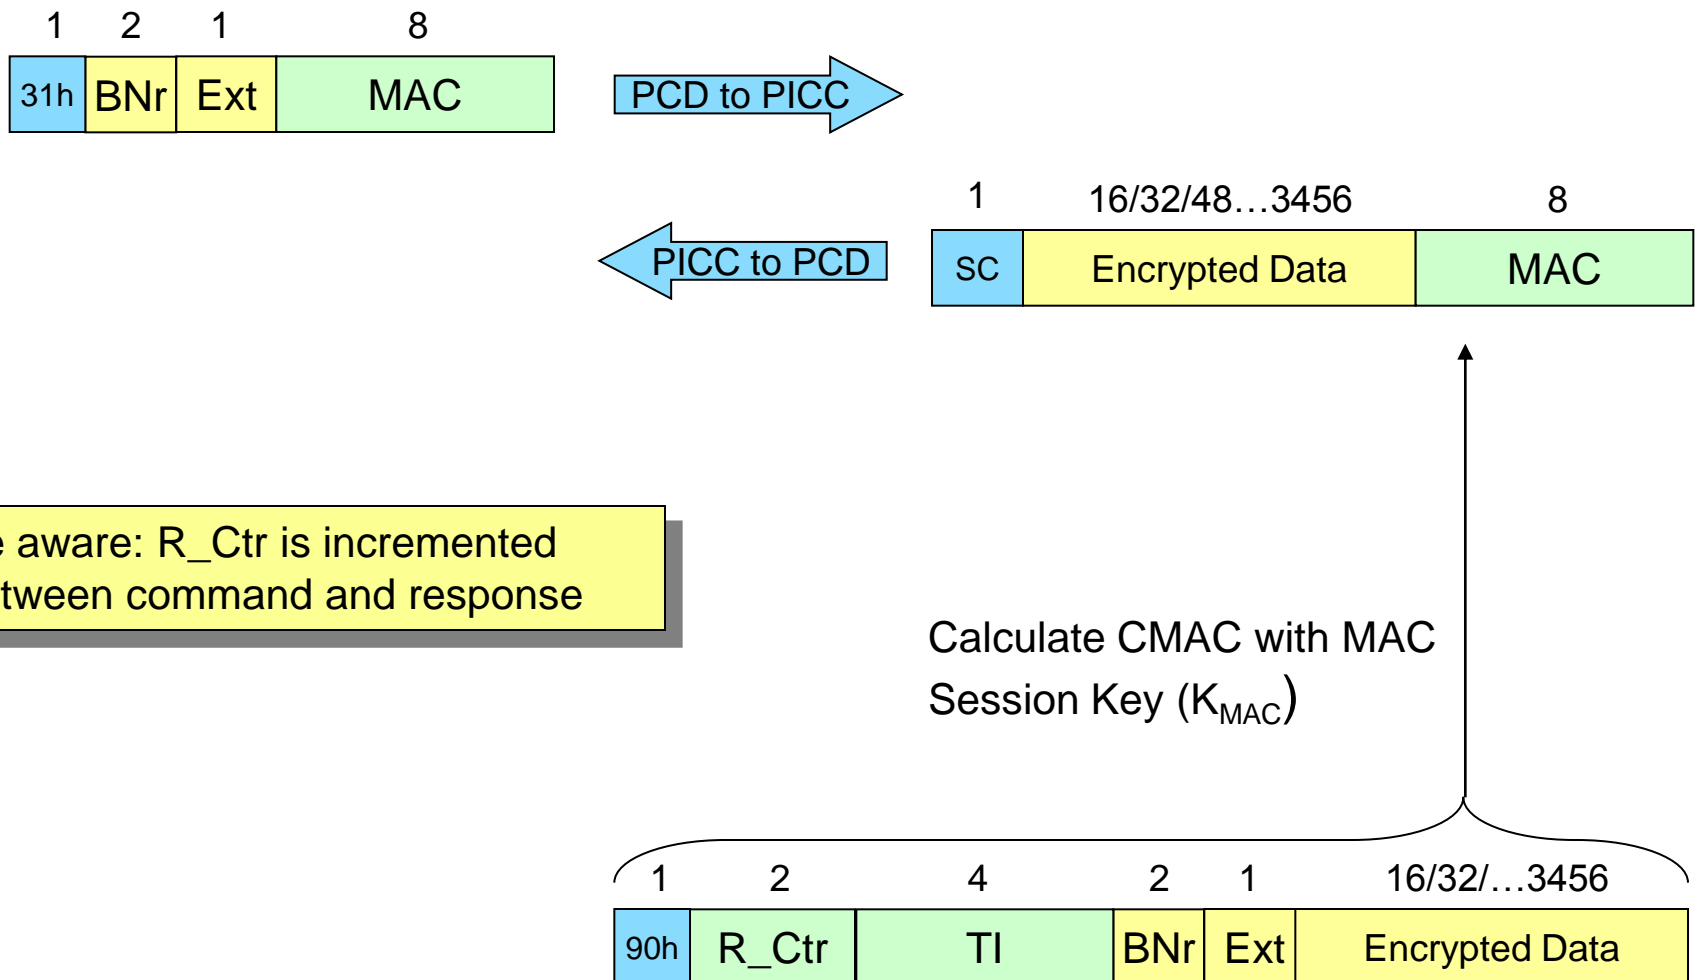 1 2 1 8
31h BNr Ext MAC
PCD to PICC
1 16/32/48…3456 8
PICC to PCD
SC Encrypted Data MAC
aware: R_Ctr is incremented
command and response
Calculate CMAC with MAC
Session Key (KMAC)
1 2 4 2 1 16/32/…3456
90h R_Ctr TI BNr Ext Encrypted Data